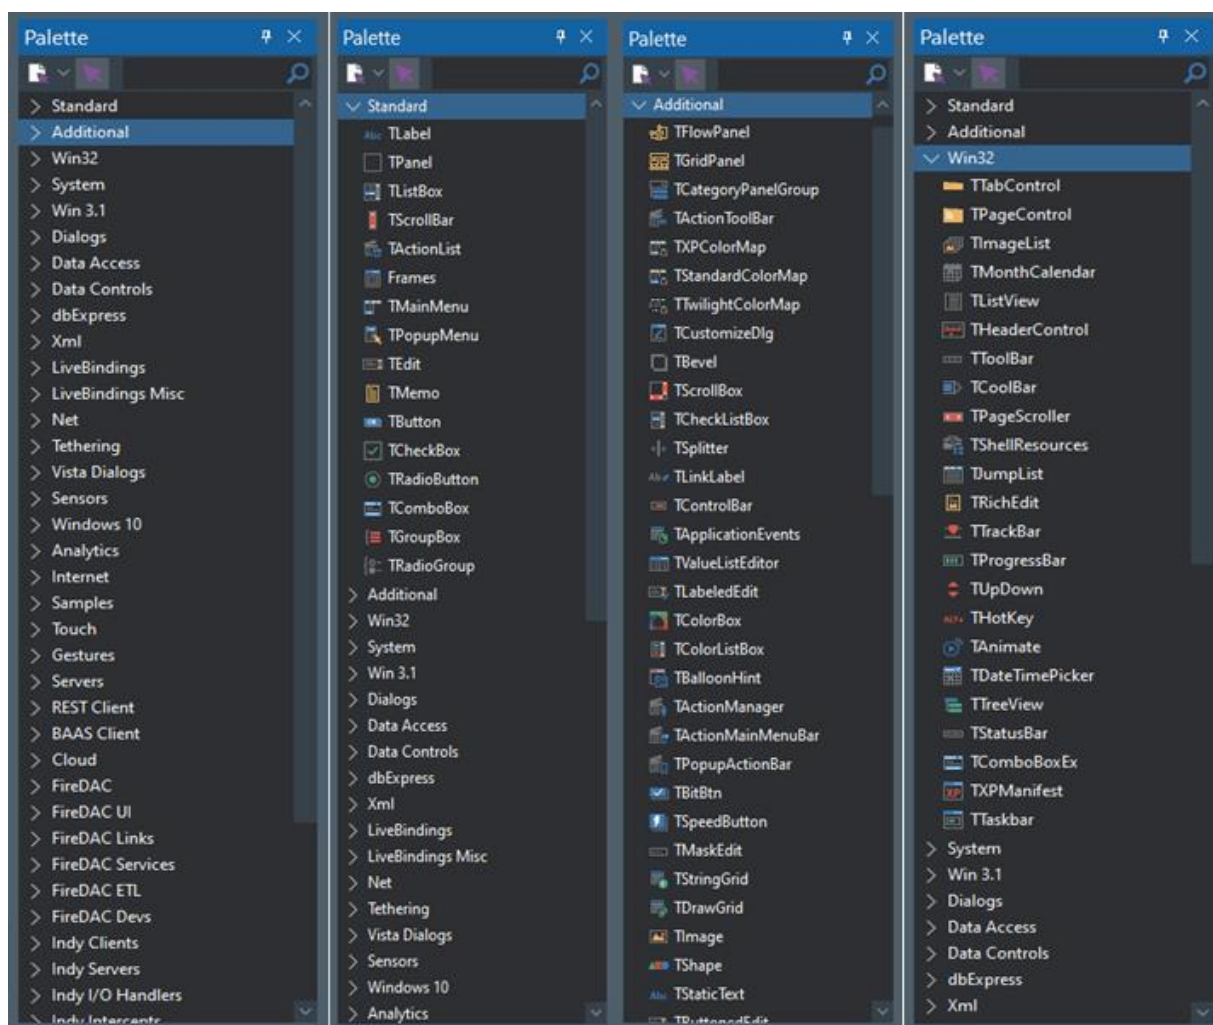 Palette
Standard
Additional
Win32
System
Win 3.1
Dialogs
Data Access
Data Controls
dbExpress
Xml
LiveBindings
LiveBindings Misc
Net
Tethering
Vista Dialogs
Sensors
Windows 10
Analytics
Internet
Samples
Touch
Gestures
Servers
REST Client
BAAS Client
Cloud
FireDAC
FireDAC UI
FireDAC Links
FireDAC Services
FireDAC ETL
FireDAC Devs
Indy Clients
Indy Servers
Indy I/O Handlers
Indy Intercepts
Palette
Standard
Abc TLabel
TPanel
TListBox
TScrollBar
TActionList
Frames
TMainMenu
TPopupMenu
TEdit
TMemo
TButton
TCheckBox
TRadioButton
TComboBox
TGroupBox
TRadioGroup
Additional
Win32
System
Win 3.1
Dialogs
Data Access
Data Controls
dbExpress
Xml
LiveBindings
LiveBindings Misc
Net
Tethering
Vista Dialogs
Sensors
Windows 10
Analytics
Palette
Additional
TFlowPanel
TGridPanel
TCategoryPanelGroup
TActionToolBar
TXPColorMap
TStandardColorMap
TTwilightColorMap
TCustomizeDlg
TBevel
TScrollBox
TCheckListBox
TSplitter
TLinkLabel
TControlBar
TApplicationEvents
TValueListEditor
TLabeledEdit
TColorBox
TColorListBox
TBalloonHint
TActionManager
TActionMainMenuBar
TPopupActionBar
TBitBtn
TSpeedButton
TMaskEdit
TStringGrid
TDrawGrid
TImage
TShape
Abc TStaticText
TButtonedEdit
Palette
Standard
Additional
Win32
TTabControl
TPageControl
TImageList
TMonthCalendar
TListView
THeaderControl
TToolBar
TCoolBar
TPageScroller
TShellResources
TJumpList
TRichEdit
TTrackBar
TProgressBar
TUpDown
ALT+ THotKey
TAnimate
TDateTimePicker
TTreeView
TStatusBar
TComboBoxEx
XP TXPManifest
TTaskbar
System
Win 3.1
Dialogs
Data Access
Data Controls
dbExpress
Xml